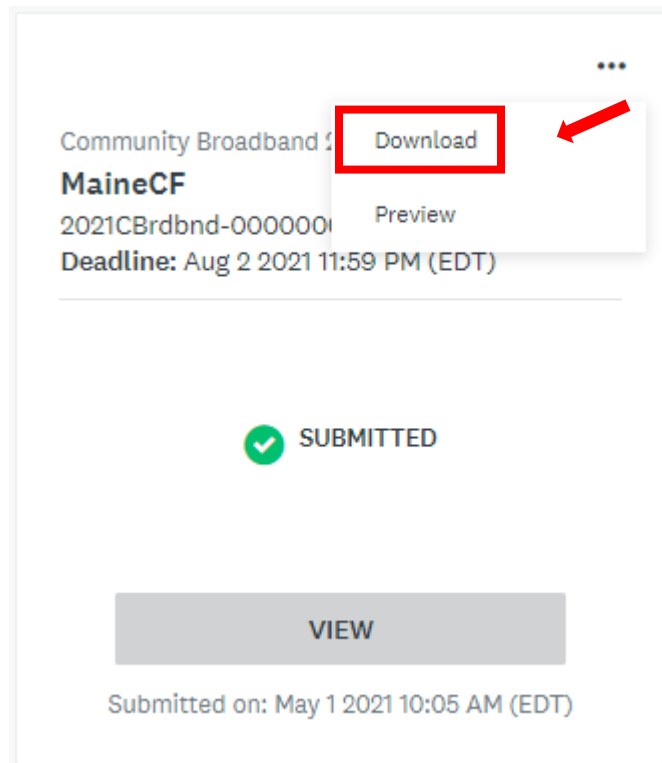 Community Broadband
Download
MaineCF
2021CBrdbnd-000000
Preview
Deadline: Aug 2 2021 11:59 PM (EDT)
SUBMITTED
VIEW
Submitted on: May 1 2021 10:05 AM (EDT)